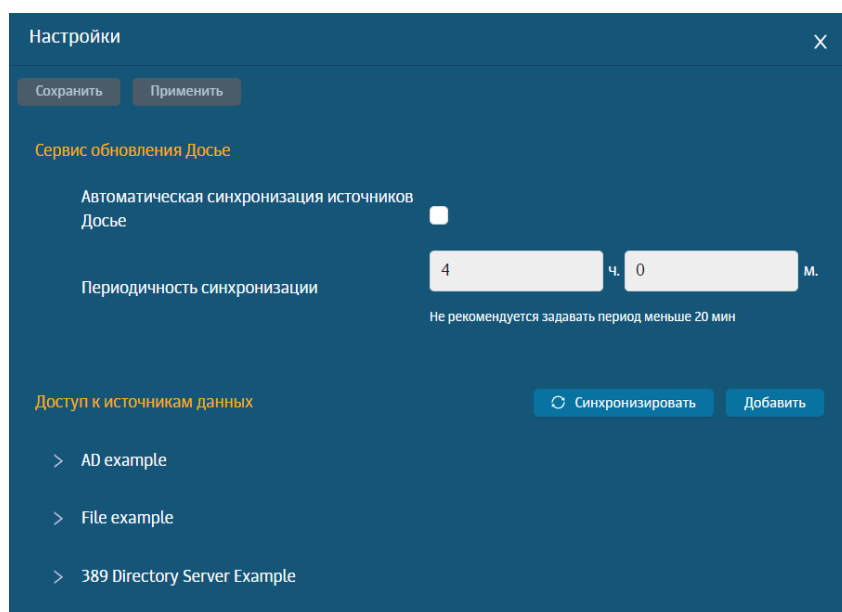 Настройки
X
Сохранить Применить
Сервис обновления Досье
Автоматическая синхронизация источников
Досье
Периодичность синхронизации
4 ч. 0 м.
Не рекомендуется задавать период меньше 20 мин
Доступ к источникам данных
Синхронизировать Добавить
> AD example
> File example
> 389 Directory Server Example